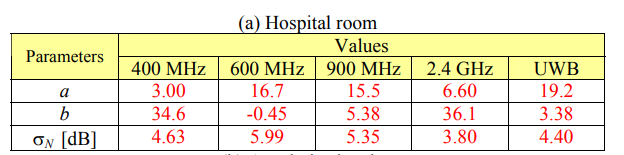 (a) Hospital room
Parameters Values
400 MHz 600 MHz 900 MHz 2.4 GHz UWB
a 3.00 16.7 15.5 6.60 19.2
b 34.6 -0.45 5.38 36.1 3.38
σN [dB] 4.63 5.99 5.35 3.80 4.40